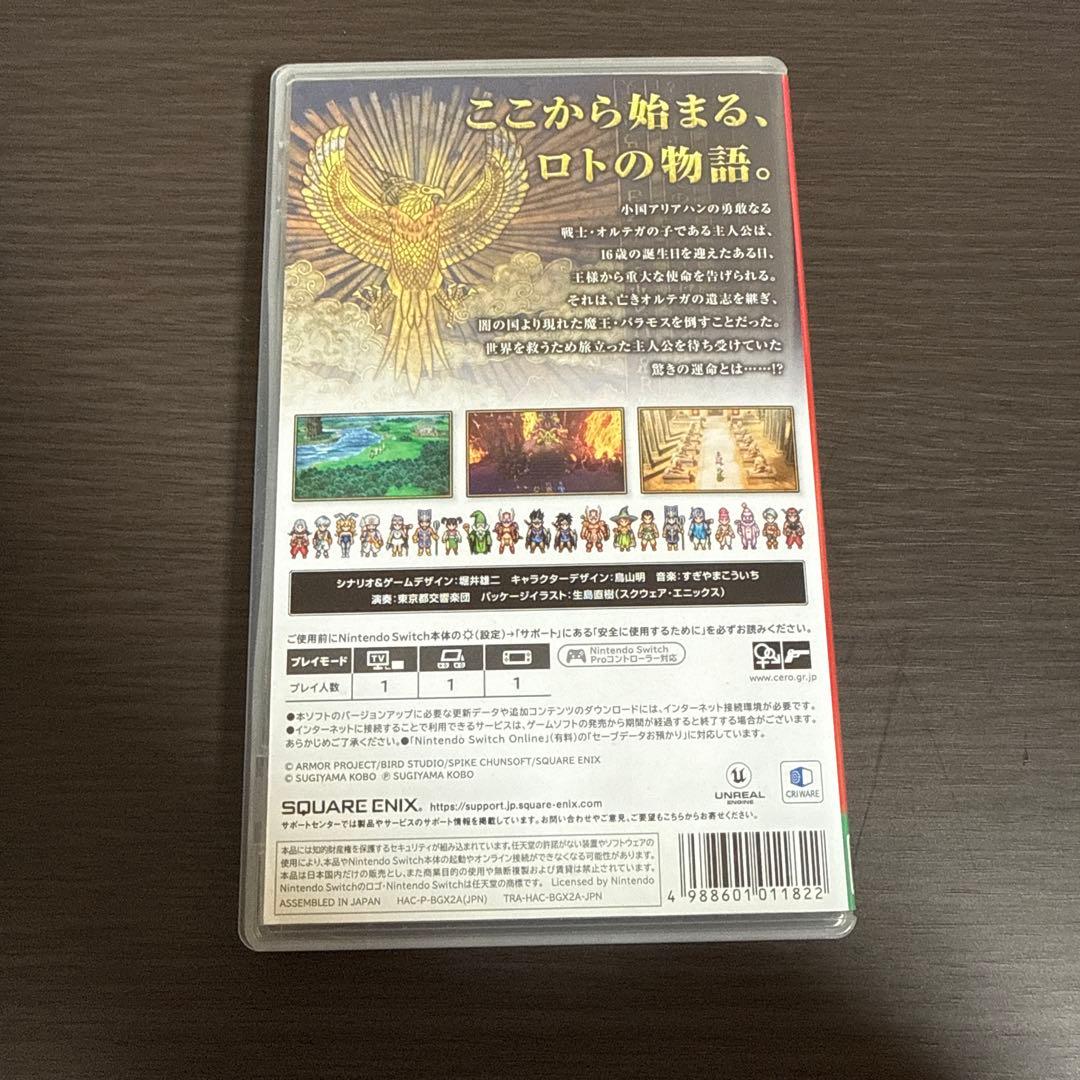 ここから始まる、
ロトの物語。
小国アリアハンの勇敢なる
戦士・オルテガの子である主人公は、
16歳の誕生日を迎えたある日、
王様から重大な使命を告げられる。
それは、亡きオルテガの遺志を継ぎ、
闇の国より現れた魔王・バラモスを倒すことだった。
世界を救うため旅立った主人公を待ち受けていた
驚きの運命とは……!?
シナリオ&ゲームデザイン:堀井雄二 キャラクターデザイン:鳥山明 音楽:すぎやまこういち
演奏:東京都交響楽団 パッケージイラスト:生島直樹(スクウェア・エニックス)
ご使用前にNintendo Switch本体の(設定)→「サポート」にある「安全に使用するために」を必ずお読みください。
プレイモード TV
Nintendo Switch
Proコントローラー対応
プレイ人数 1 1 1
www.cero.gr.jp
●本ソフトのバージョンアップに必要な更新データや追加コンテンツのダウンロードには、インターネット接続環境が必要です。
●インターネットに接続することで利用できるサービスは、ゲームソフトの発売から期間が経過すると終了する場合がございます。
あらかじめご了承ください。●「Nintendo Switch Online」(有料)の「セーブデータお預かり」に対応しています。
© ARMOR PROJECT/BIRD STUDIO/SPIKE CHUNSOFT/SQUARE ENIX
© SUGIYAMA KOBO ℗ SUGIYAMA KOBO
UNREAL
ENGINE
CRIWARE
SQUARE ENIX. https://support.jp.square-enix.com
サポートセンターでは製品やサービスのサポート情報を掲載しています。お問い合わせやご意見、ご要望もこちらからお寄せください。
本品には知的財産権を保護するセキュリティが組み込まれています。任天堂の許諾がない装置やソフトウェアの
使用により、本品やNintendo Switch本体の起動やオンライン接続ができなくなる可能性があります。
本品は日本国内だけの販売とし、また商業目的の使用や無断複製および賃貸は禁止されています。
Nintendo Switchのロゴ・Nintendo Switchは任天堂の商標です。 Licensed by Nintendo
ASSEMBLED IN JAPAN HAC-P-BGX2A(JPN) TRA-HAC-BGX2A-JPN
4 988601 011822